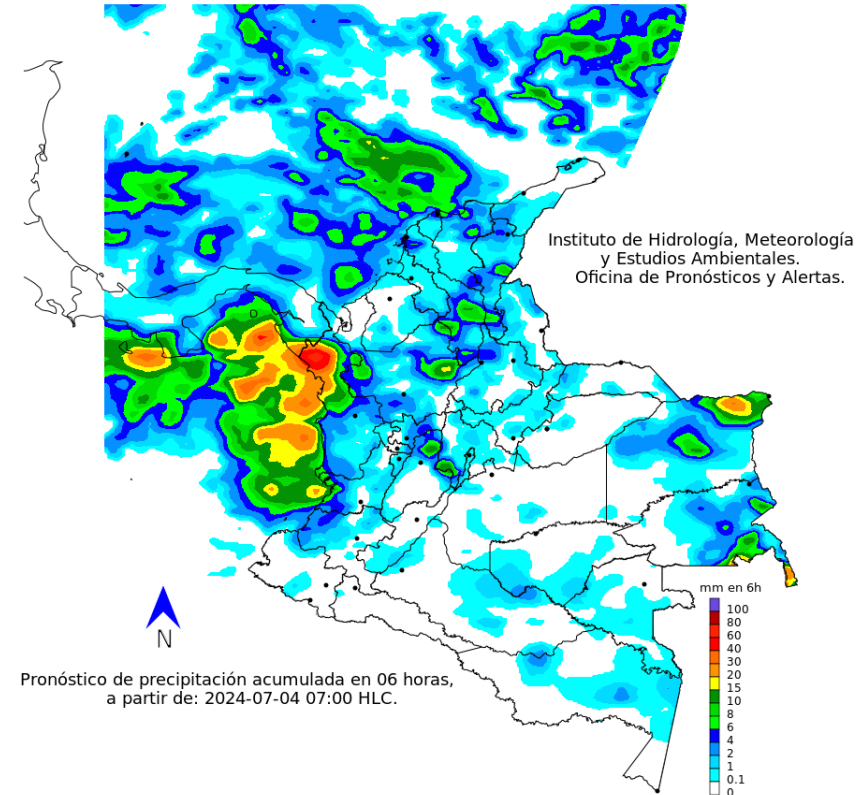 Instituto de Hidrología, Meteorología
y Estudios Ambientales.
Oficina de Pronósticos y Alertas.
mm en 6h
100
80
60
40
30
20
15
10
8
6
4
2
1
0.1
0
N
Pronóstico de precipitación acumulada en 06 horas,
a partir de: 2024-07-04 07:00 HLC.